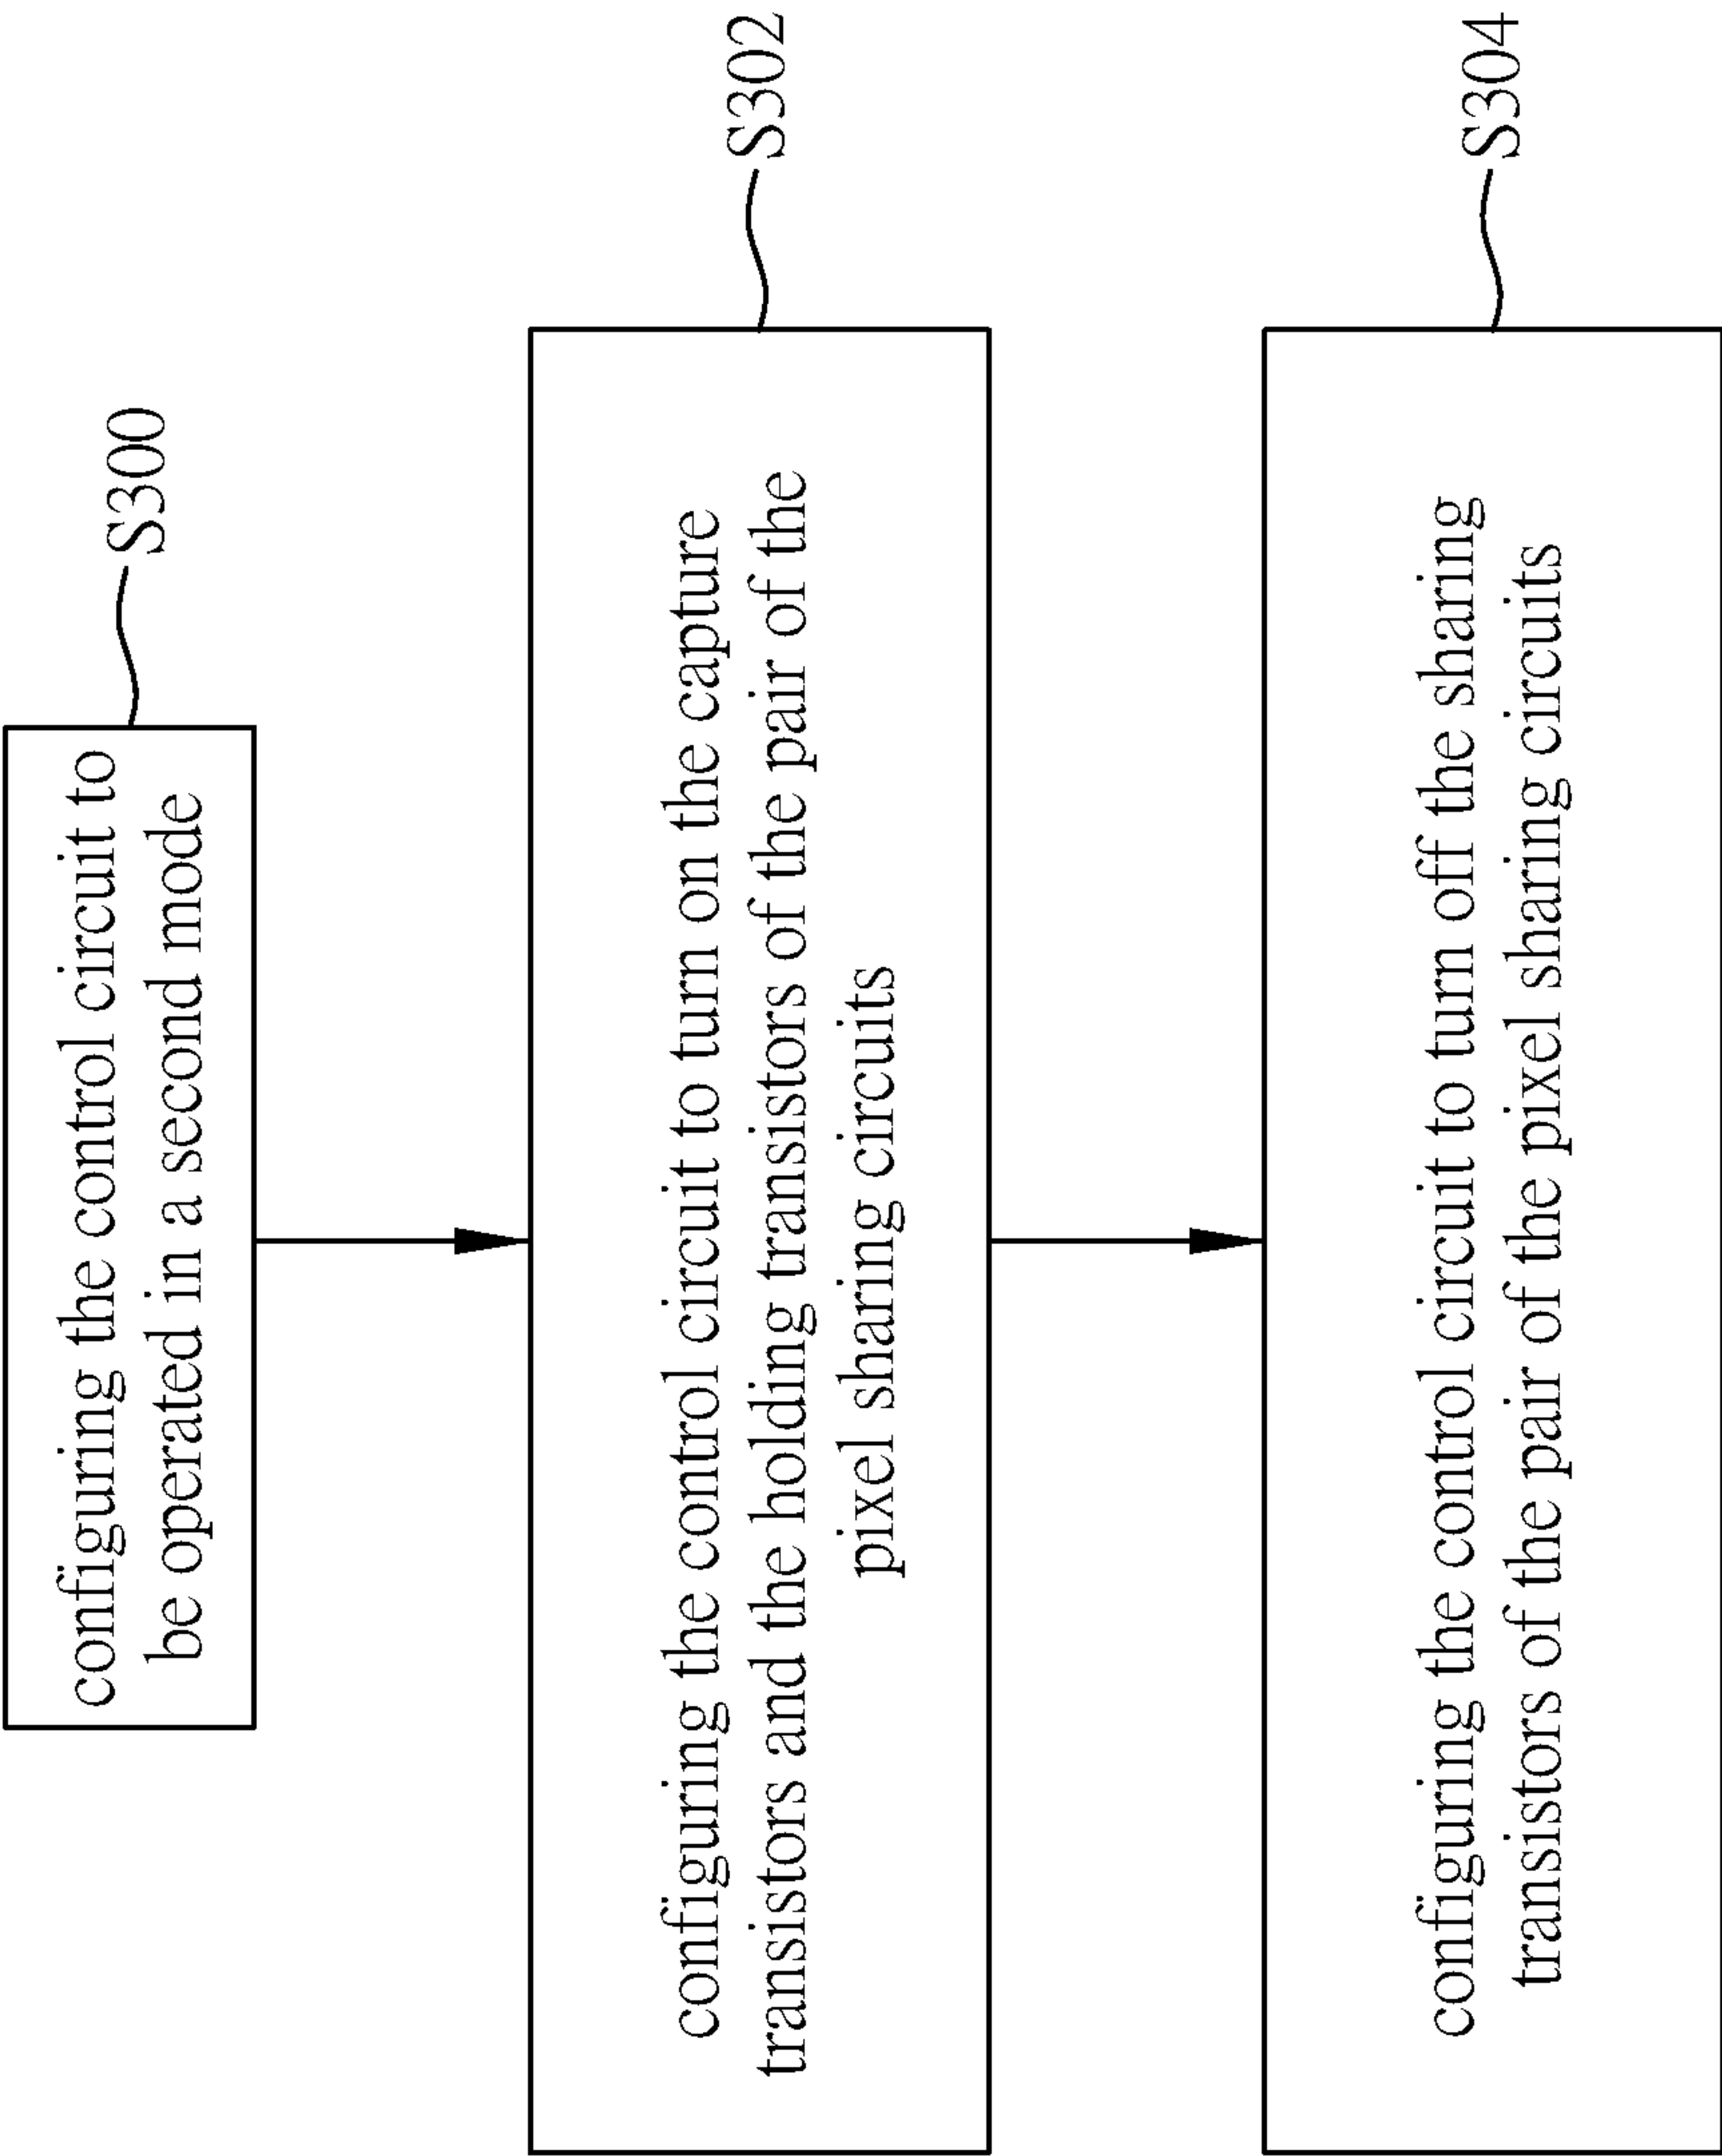 configuring the control circuit to
be operated in a second mode
S300
configuring the control circuit to turn on the capture
transistors and the holding transistors of the pair of the
pixel sharing circuits
S302
configuring the control circuit to turn off the sharing
transistors of the pair of the pixel sharing circuits
S304